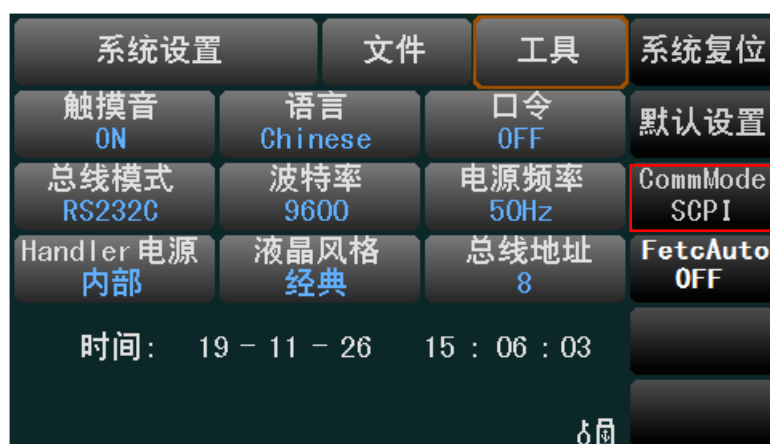 系统设置 文件 工具 系统复位
触摸音 语言 口令 默认设置
ON Chinese OFF
总线模式 波特率 电源频率 CommMode
RS232C 9600 50Hz SCPI
Handler电源 液晶风格 总线地址 FetcAuto
内部 经典 8 OFF
时间: 19-11-26 15:06:03